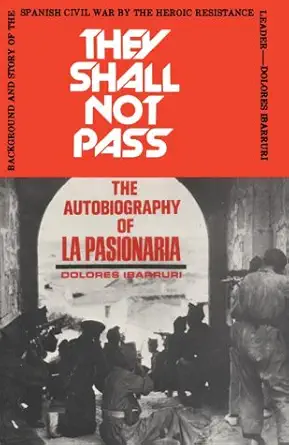 BACKGROUND AND STORY OF THE
SPANISH CIVIL WAR BY THE HEROIC RESISTANCE
LEADER—DOLORES IBARRURI
THEY
SHALL
NOT
PASS
THE
AUTOBIOGRAPHY
OF
LA PASIONARIA
DOLORES IBARRURI